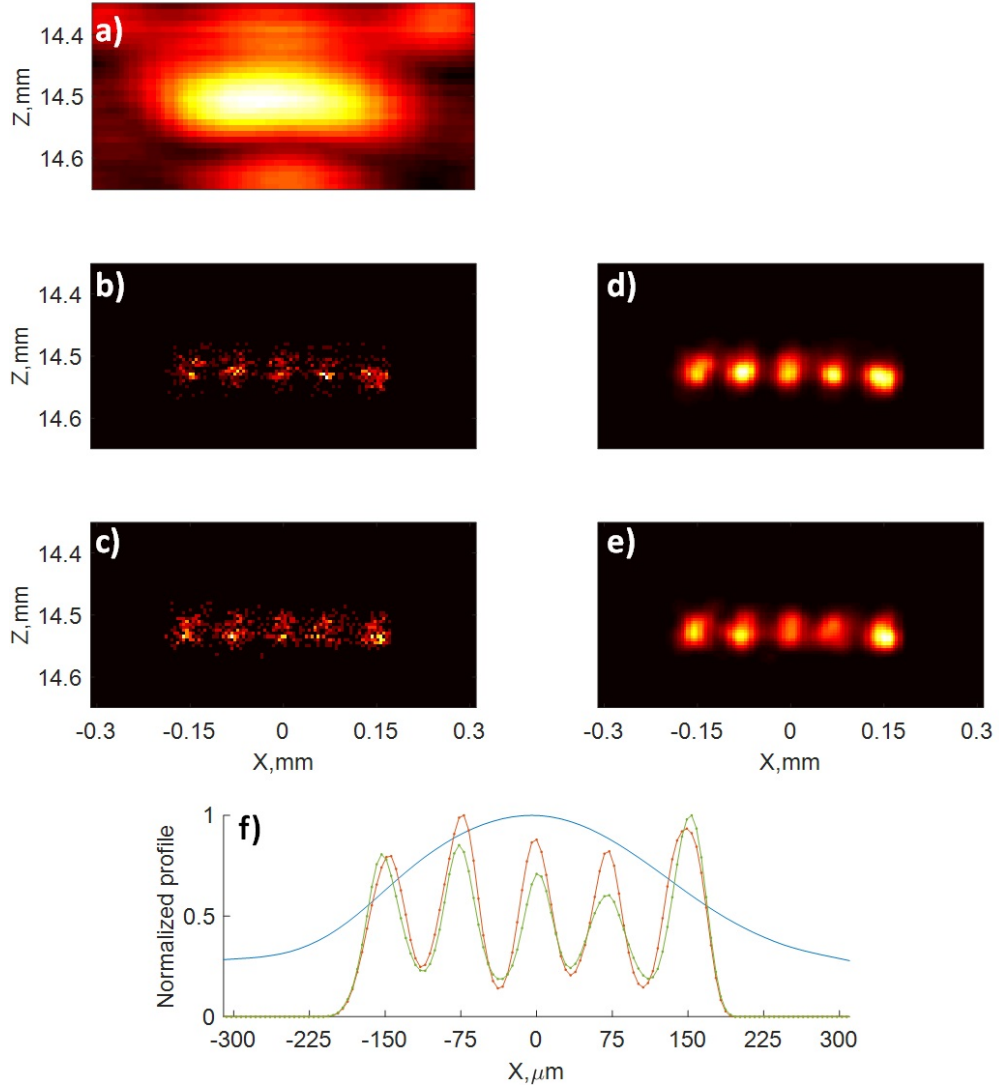 a)
14.4
14.5
14.6
Z,mm
b)
14.4
14.5
14.6
Z,mm
d)
c)
14.4
14.5
14.6
Z,mm
-0.3 -0.15 0 0.15 0.3
X,mm
e)
-0.3 -0.15 0 0.15 0.3
X,mm
f)
1
0.5
0
Normalized profile
-300 -225 -150 -75 0 75 150 225 300
X,μm